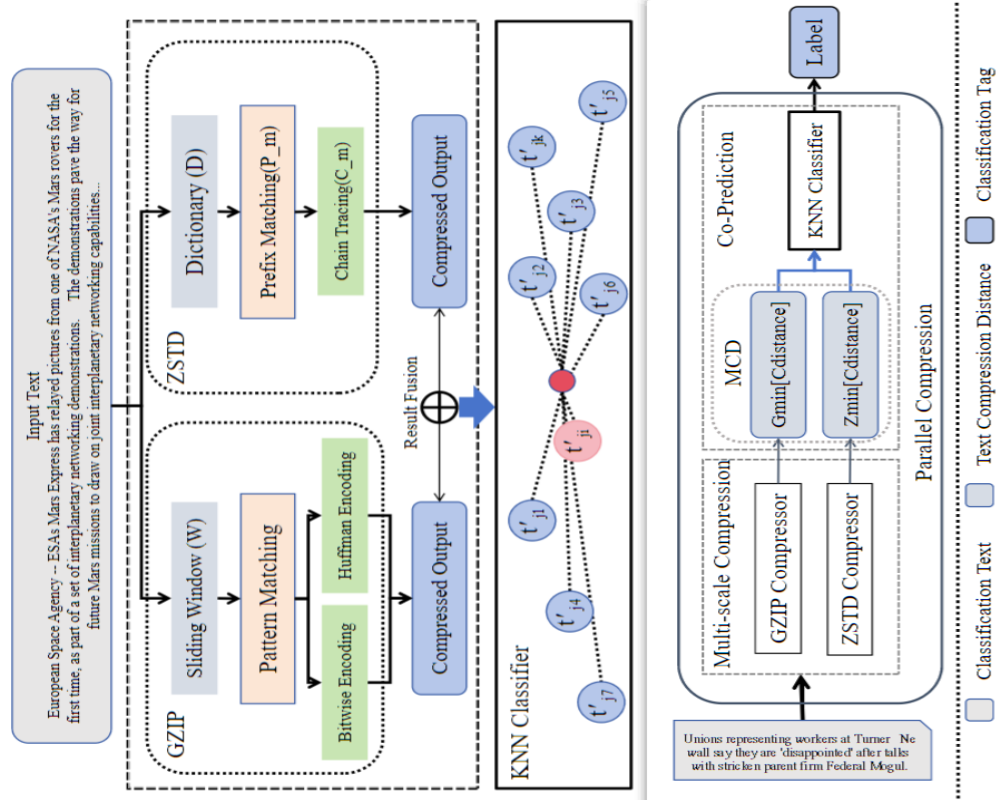 Input Text
European Space Agency -- ESAs Mars Express has relayed pictures from one of NASA's Mars rovers for the
first time, as part of a set of interplanetary networking demonstrations. The demonstrations pave the way for
future Mars missions to draw on joint interplanetary networking capabilities...
GZIP
Sliding Window (W)
Pattern Matching
Bitwise Encoding
Huffman Encoding
Compressed Output
ZSTD
Dictionary (D)
Prefix Matching(P_m)
Chain Tracing(C_m)
Compressed Output
Result Fusion
KNN Classifier
t'j7
t'j4
t'j1
t'ji
t'j2
t'j6
t'j3
t'jk
t'j5
Unions representing workers at Turner Ne
wall say they are 'disappointed' after talks
with stricken parent firm Federal Mogul.
Multi-scale Compression
GZIP Compressor
ZSTD Compressor
MCD
Gmin[Cdistance]
Zmin[Cdistance]
Co-Prediction
KNN Classifier
Label
Parallel Compression
Classification Text
Text Compression Distance
Classification Tag